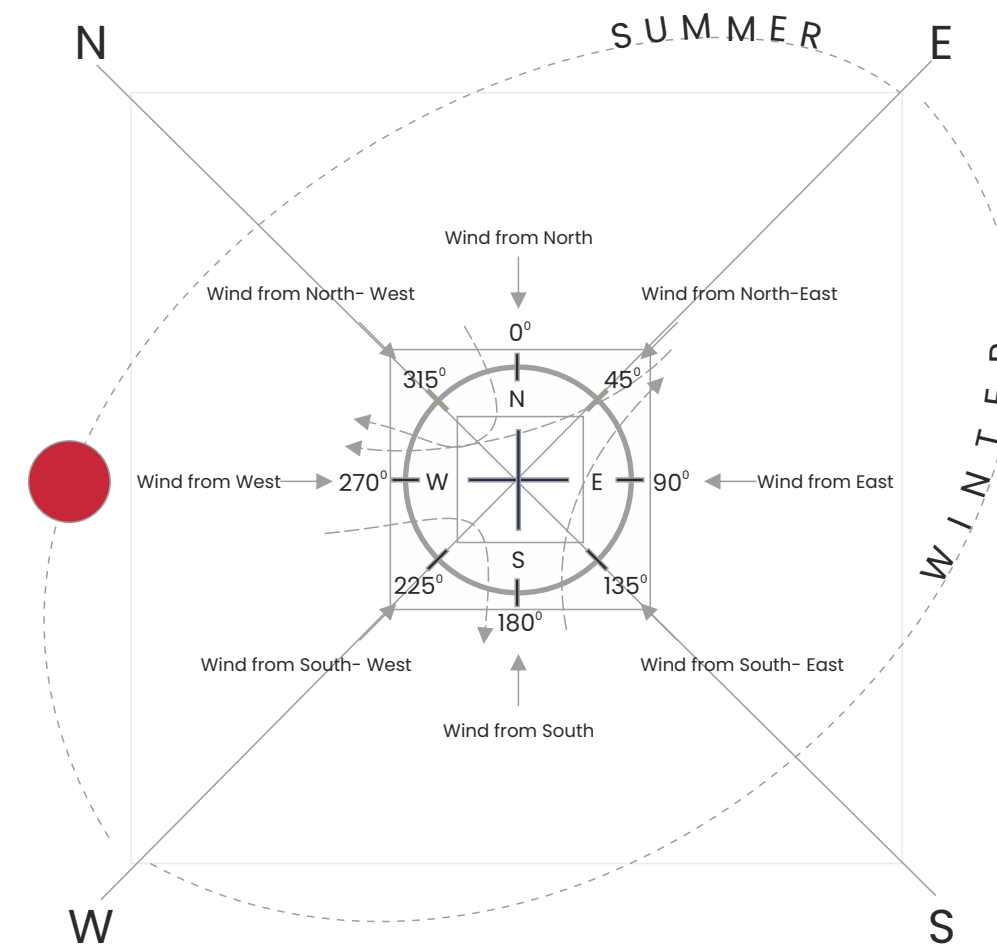 SUMMER
N
E
Wind from North
Wind from North- West
Wind from North-East
0⁰
315⁰
45⁰
N
WINTER
Wind from West
270⁰
W
E
90⁰
Wind from East
S
225⁰
135⁰
180⁰
Wind from South- West
Wind from South- East
Wind from South
W
S